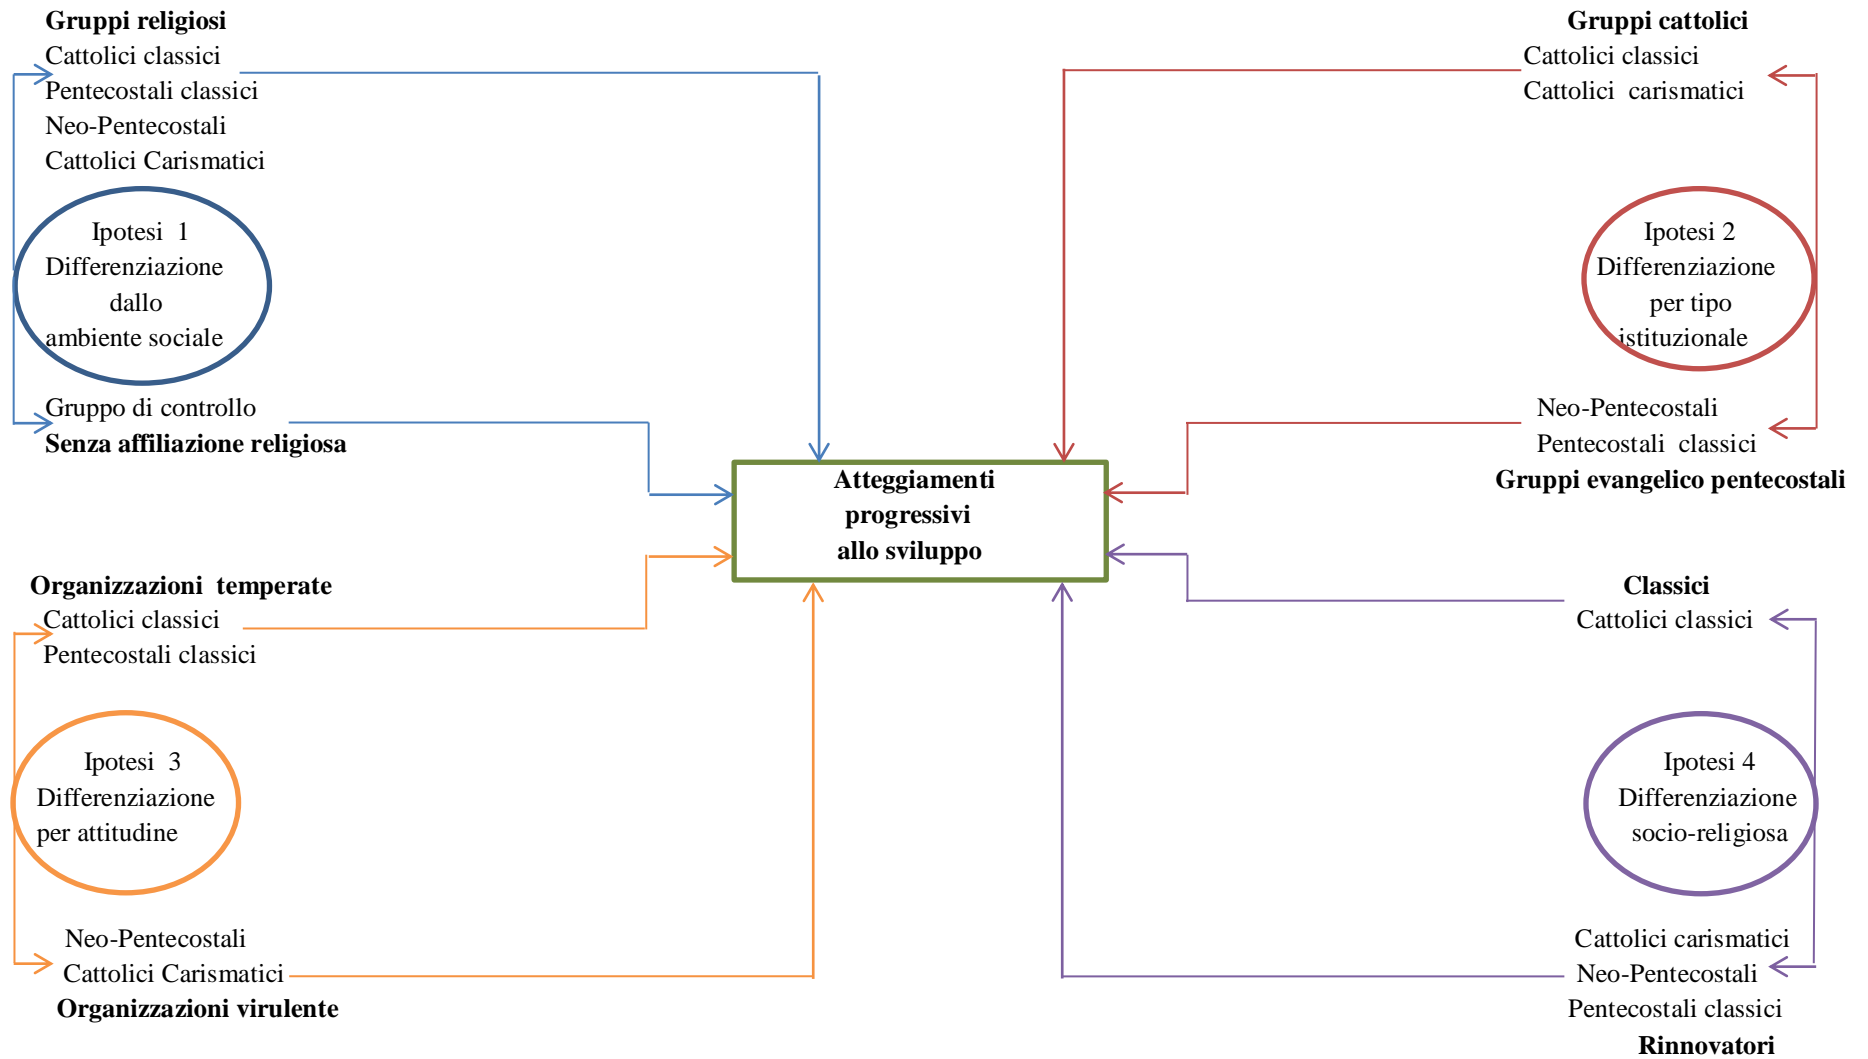 Gruppi religiosi
Cattolici classici
Pentecostali classici
Neo-Pentecostali
Cattolici Carismatici
Ipotesi 1
Differenziazione
dallo
ambiente sociale
Gruppo di controllo
Senza affiliazione religiosa
Gruppi cattolici
Cattolici classici
Cattolici carismatici
Ipotesi 2
Differenziazione
per tipo
istituzionale
Neo-Pentecostali
Pentecostali classici
Gruppi evangelico pentecostali
Atteggiamenti
progressivi
allo sviluppo
Organizzazioni temperate
Cattolici classici
Pentecostali classici
Ipotesi 3
Differenziazione
per attitudine
Neo-Pentecostali
Cattolici Carismatici
Organizzazioni virulente
Classici
Cattolici classici
Ipotesi 4
Differenziazione
socio-religiosa
Cattolici carismatici
Neo-Pentecostali
Pentecostali classici
Rinnovatori